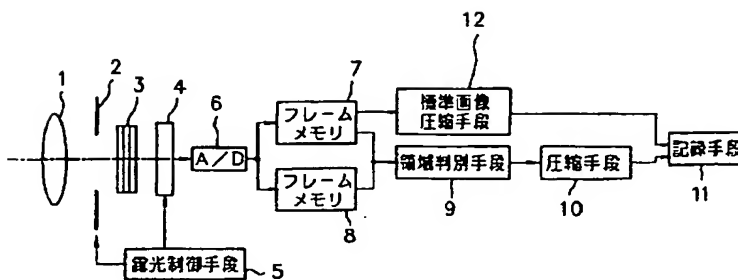 12
1
2
3
4
6
7
A/D
フレーム
メモリ
標準画像
圧縮手段
フレーム
メモリ
8
領域判別手段
9
圧縮手段
10
記録手段
11
露光制御手段
5